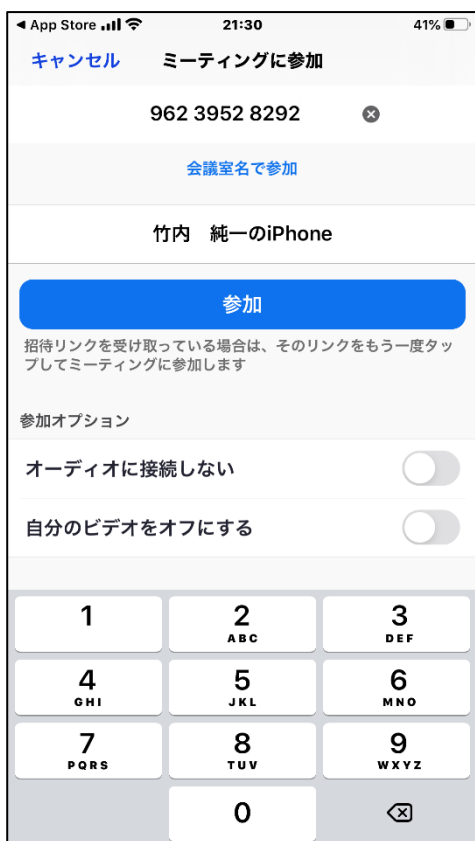 ◀ App Store 21:30 41%
キャンセル ミーティングに参加
962 3952 8292
会議室名で参加
竹内　純一のiPhone
参加
招待リンクを受け取っている場合は、そのリンクをもう一度タッ
プしてミーティングに参加します
参加オプション
オーディオに接続しない
自分のビデオをオフにする
1 2 3
ABC DEF
4 5 6
GHI JKL MNO
7 8 9
PQRS TUV WXYZ
0